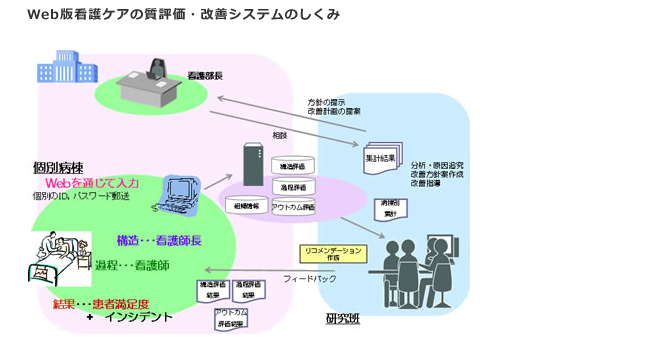 Web版看護ケアの質評価・改善システムのしくみ
看護部長
方針の提示
改善計画の提案
相談
集計結果
分析・原因追究
改善方針案作成
改善指導
個別病棟
Webを通じて入力
個別のID，パスワード郵送
構造評価
過程評価
組織情報
アウトカム評価
病棟別
集計
構造・・・看護師長
過程・・・看護師
リコメンデーション
作成
フィードバック
構造評価
結果
過程評価
結果
結果・・・患者満足度
+ インシデント
アウトカム
評価結果
研究班